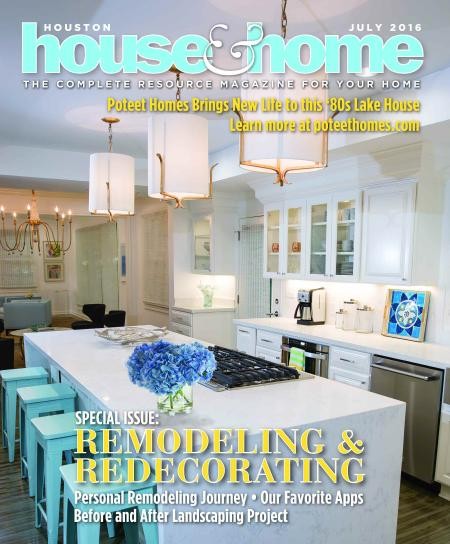 HOUSTON JULY 2016
house&home
THE COMPLETE RESOURCE MAGAZINE FOR YOUR HOME
Poteet Homes Brings New Life to this ‘80s Lake House
Learn more at poteethomes.com
SPECIAL ISSUE:
REMODELING &
REDECORATING
Personal Remodeling Journey • Our Favorite Apps
Before and After Landscaping Project